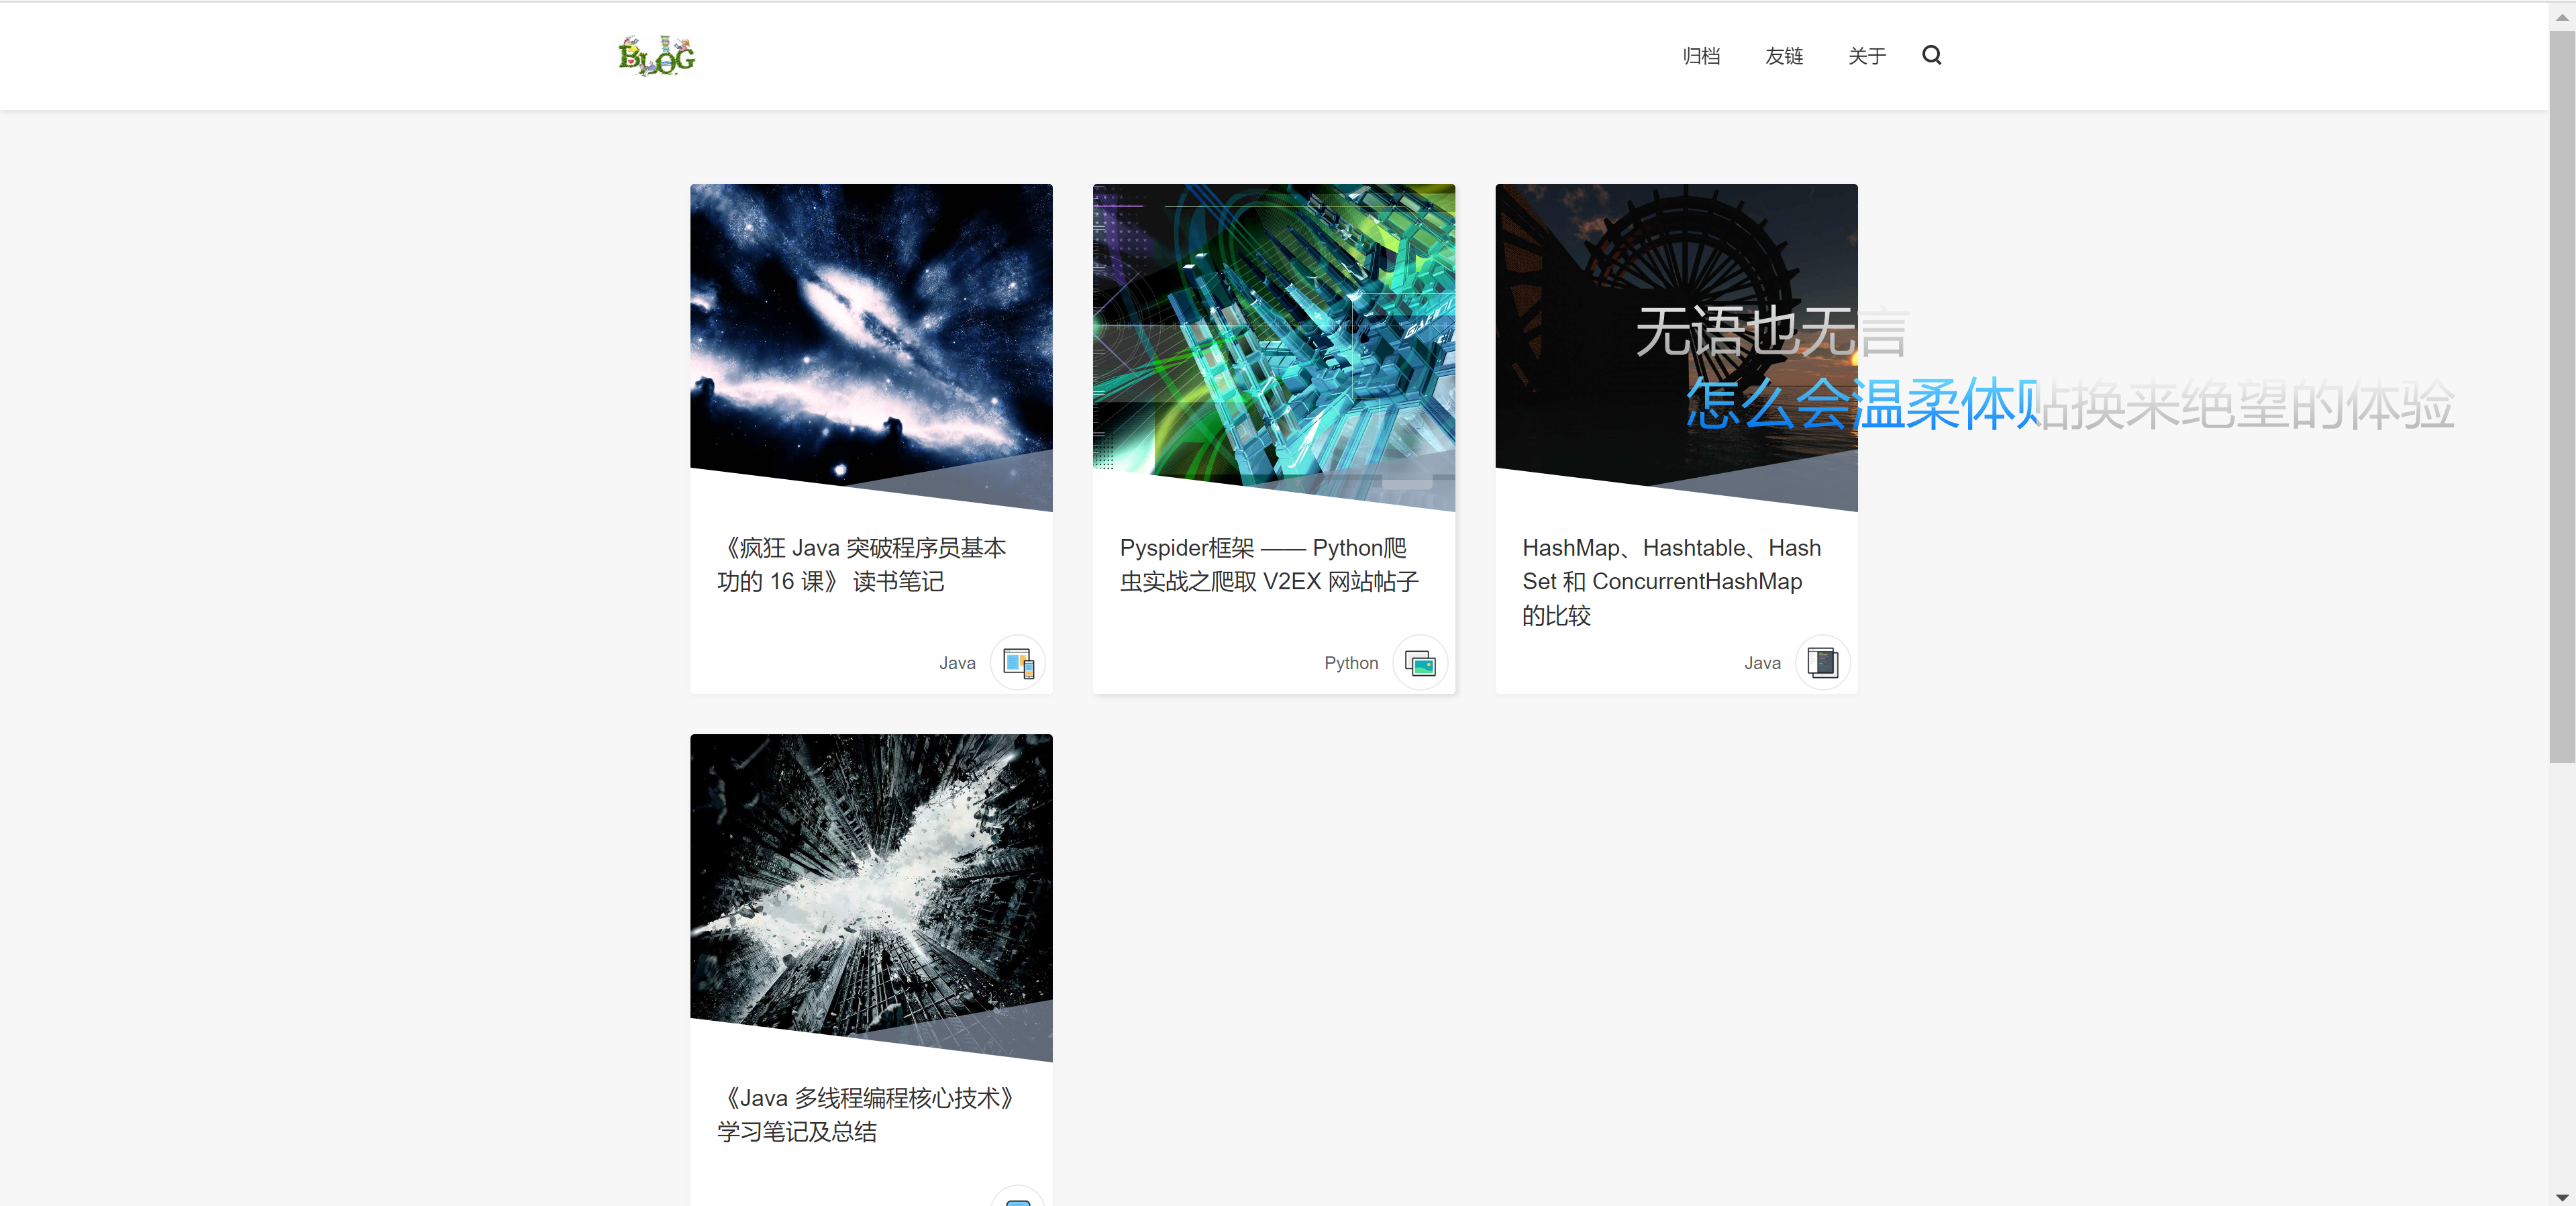 BLOG
归档
友链
关于
无语也无言
怎么会温柔体贴换来绝望的体验
《疯狂 Java 突破程序员基本
功的 16 课》 读书笔记
Java
Pyspider框架 —— Python爬
虫实战之爬取 V2EX 网站帖子
Python
HashMap、Hashtable、Hash
Set 和 ConcurrentHashMap
的比较
Java
《Java 多线程编程核心技术》
学习笔记及总结